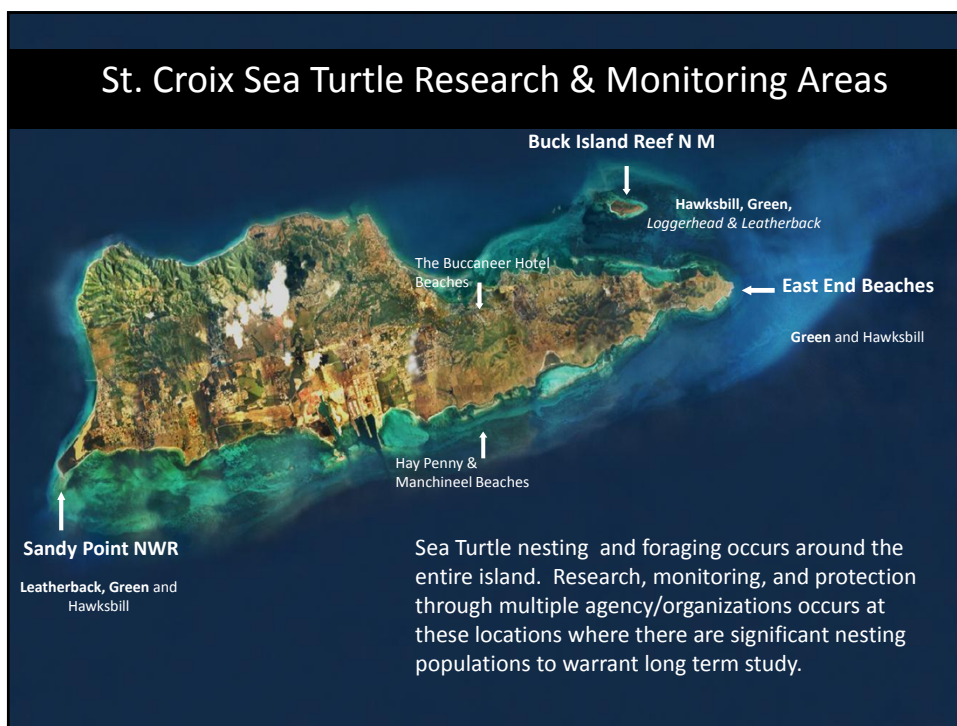 St. Croix Sea Turtle Research & Monitoring Areas
Buck Island Reef N M
Hawksbill, Green,
Loggerhead & Leatherback
The Buccaneer Hotel
Beaches
East End Beaches
Green and Hawksbill
Hay Penny &
Manchineel Beaches
Sandy Point NWR
Leatherback, Green and
Hawksbill
Sea Turtle nesting  and foraging occurs around the
entire island.  Research, monitoring, and protection
through multiple agency/organizations occurs at
these locations where there are significant nesting
populations to warrant long term study.